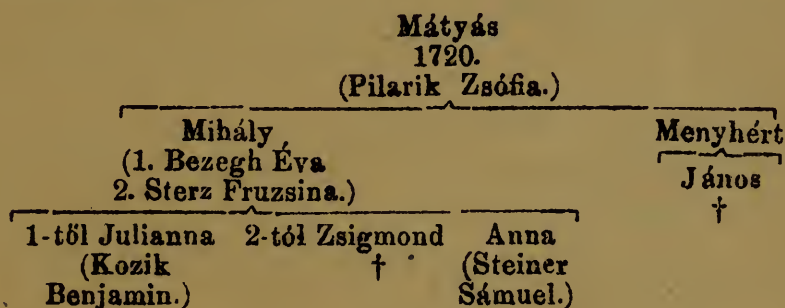 Mátyás
1720.
(Pilarik Zsófia.)
Mihály Menyhért
(1. Bezegh Éva János
2. Sterz Fruzsina.) †
1-től Julianna 2-tól Zsigmond Anna
(Kozik † (Steiner
Benjamin.) Sámuel.)